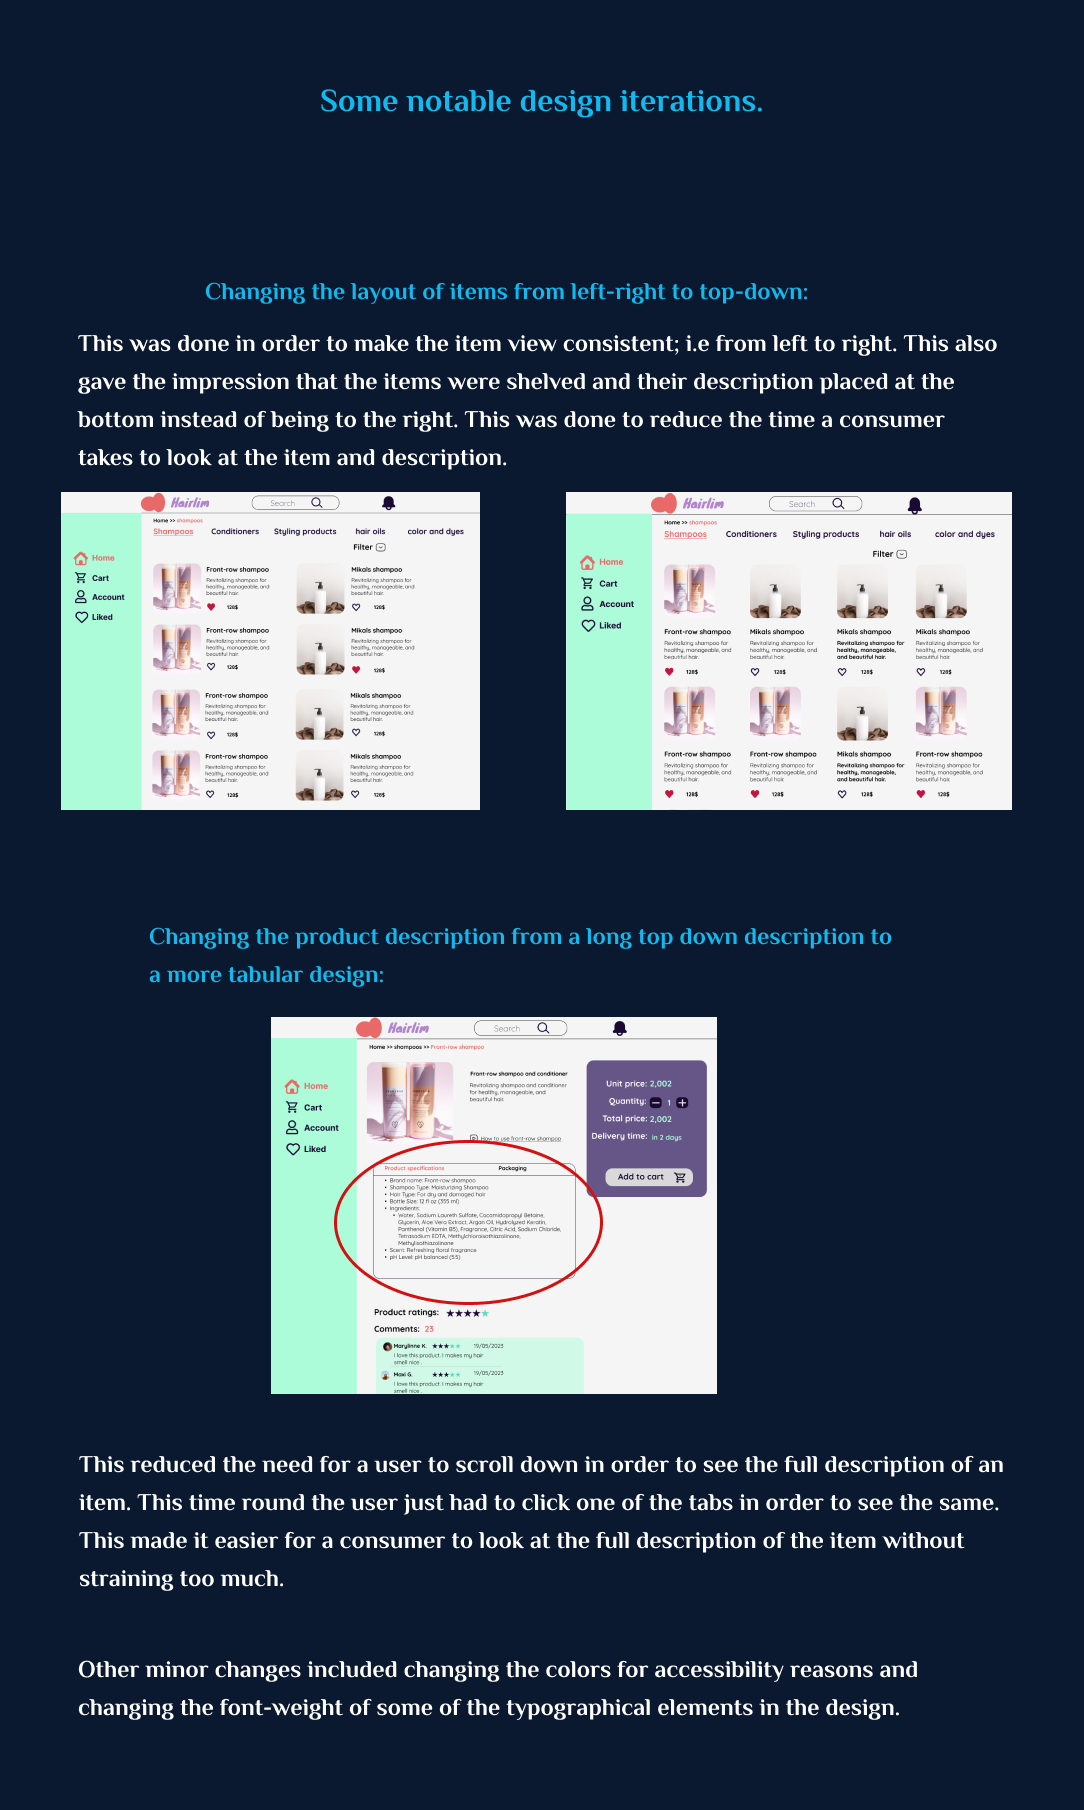 Some notable design iterations.
Changing the layout of items from left-right to top-down:
This was done in order to make the item view consistent; i.e from left to right. This also
gave the impression that the items were shelved and their description placed at the
bottom instead of being to the right. This was done to reduce the time a consumer
takes to look at the item and description.
Hairlim
Search
Home >> shampoos
Shampoos Conditioners Styling products hair oils color and dyes
Filter
Home
Cart
Account
Liked
Front-row shampoo
Revitalizing shampoo for
healthy, manageable, and
beautiful hair.
128$
Mikals shampoo
Revitalizing shampoo for
healthy, manageable, and
beautiful hair.
128$
Front-row shampoo
Revitalizing shampoo for
healthy, manageable, and
beautiful hair.
128$
Mikals shampoo
Revitalizing shampoo for
healthy, manageable, and
beautiful hair.
128$
Front-row shampoo
Revitalizing shampoo for
healthy, manageable, and
beautiful hair.
128$
Mikals shampoo
Revitalizing shampoo for
healthy, manageable, and
beautiful hair.
128$
Front-row shampoo
Revitalizing shampoo for
healthy, manageable, and
beautiful hair.
128$
Mikals shampoo
Revitalizing shampoo for
healthy, manageable, and
beautiful hair.
128$
Hairlim
Search
Home >> shampoos
Shampoos Conditioners Styling products hair oils color and dyes
Filter
Home
Cart
Account
Liked
Front-row shampoo
Revitalizing shampoo for
healthy, manageable, and
beautiful hair.
128$
Mikals shampoo
Revitalizing shampoo for
healthy, manageable, and
beautiful hair
128$
Mikals shampoo
Revitalizing shampoo for
healthy, manageable,
and beautiful hair.
128$
Mikals shampoo
Revitalizing shampoo for
healthy, manageable, and
beautiful hair
128$
Front-row shampoo
Revitalizing shampoo for
healthy, manageable, and
beautiful hair
128$
Front-row shampoo
Revitalizing shampoo for
healthy, manageable, and
beautiful hair
128$
Mikals shampoo
Revitalizing shampoo for
healthy, manageable,
and beautiful hair.
128$
Front-row shampoo
Revitalizing shampoo for
healthy, manageable, and
beautiful hair
128$
Changing the product description from a long top down description to
a more tabular design:
Hairlim
Search
Home >> shampoos >> Front-row shampoo
Home
Cart
Account
Liked
Front-row shampoo and conditioner
Revitalizing shampoo and conditioner
for healthy, manageable, and
beautiful hair.
How to use front-row shampoo
Unit price: 2,002
Quantity: 1
Total price: 2,002
Delivery time: in 2 days
Add to cart
Product specifications Packaging
• Brand name: Front-row shampoo
• Shampoo Type: Moisturizing Shampoo
• Hair Type: For dry and damaged hair
• Bottle Size: 12 fl oz (355 ml)
• Ingredients:
• Water, Sodium Laureth Sulfate, Cocamidopropyl Betaine,
Glycerin, Aloe Vera Extract, Argan Oil, Hydrolyzed Keratin,
Panthenol (Vitamin B5), Fragrance, Citric Acid, Sodium Chloride,
Tetrasodium EDTA, Methylchloroisothiazolinone,
Methylisothiazolinone
• Scent: Refreshing floral fragrance
• pH Level: pH balanced (5.5)
Product ratings:
Comments: 23
Marylinne K. 19/05/2023
I love this product. I makes my hair
smell nice .
Maxi G. 19/05/2023
I love this product. I makes my hair
smell nice .
This reduced the need for a user to scroll down in order to see the full description of an
item. This time round the user just had to click one of the tabs in order to see the same.
This made it easier for a consumer to look at the full description of the item without
straining too much.
Other minor changes included changing the colors for accessibility reasons and
changing the font-weight of some of the typographical elements in the design.